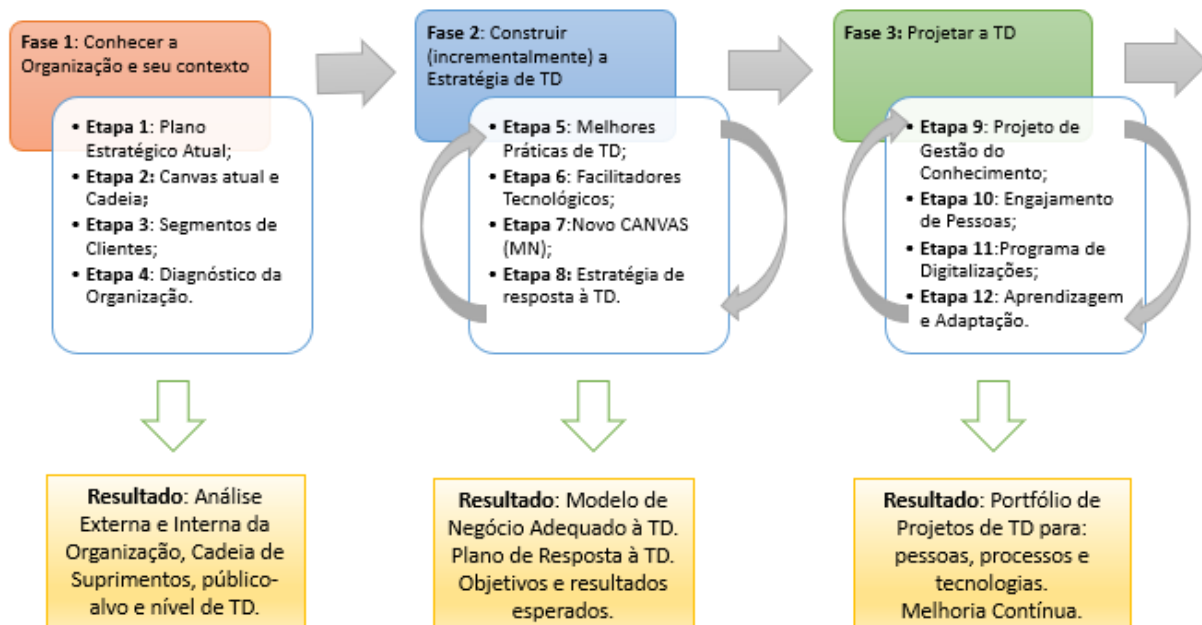 Fase 1: Conhecer a
Organização e seu contexto
• Etapa 1: Plano
Estratégico Atual;
• Etapa 2: Canvas atual e
Cadeia;
• Etapa 3: Segmentos de
Clientes;
• Etapa 4: Diagnóstico da
Organização.
Resultado: Análise
Externa e Interna da
Organização, Cadeia de
Suprimentos, público-
alvo e nível de TD.
Fase 2: Construir
(incrementalmente) a
Estratégia de TD
• Etapa 5: Melhores
Práticas de TD;
• Etapa 6: Facilitadores
Tecnológicos;
• Etapa 7:Novo CANVAS
(MN);
• Etapa 8: Estratégia de
resposta à TD.
Resultado: Modelo de
Negócio Adequado à TD.
Plano de Resposta à TD.
Objetivos e resultados
esperados.
Fase 3: Projetar a TD
• Etapa 9: Projeto de
Gestão do
Conhecimento;
• Etapa 10: Engajamento
de Pessoas;
• Etapa 11:Programa de
Digitalizações;
• Etapa 12: Aprendizagem
e Adaptação.
Resultado: Portfólio de
Projetos de TD para:
pessoas, processos e
tecnologias.
Melhoria Contínua.